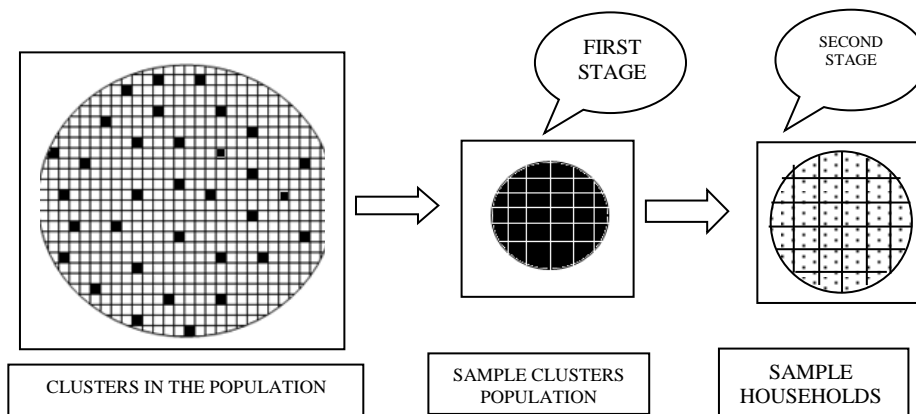 FIRST
STAGE
SECOND
STAGE
CLUSTERS IN THE POPULATION
SAMPLE CLUSTERS
POPULATION
SAMPLE
HOUSEHOLDS